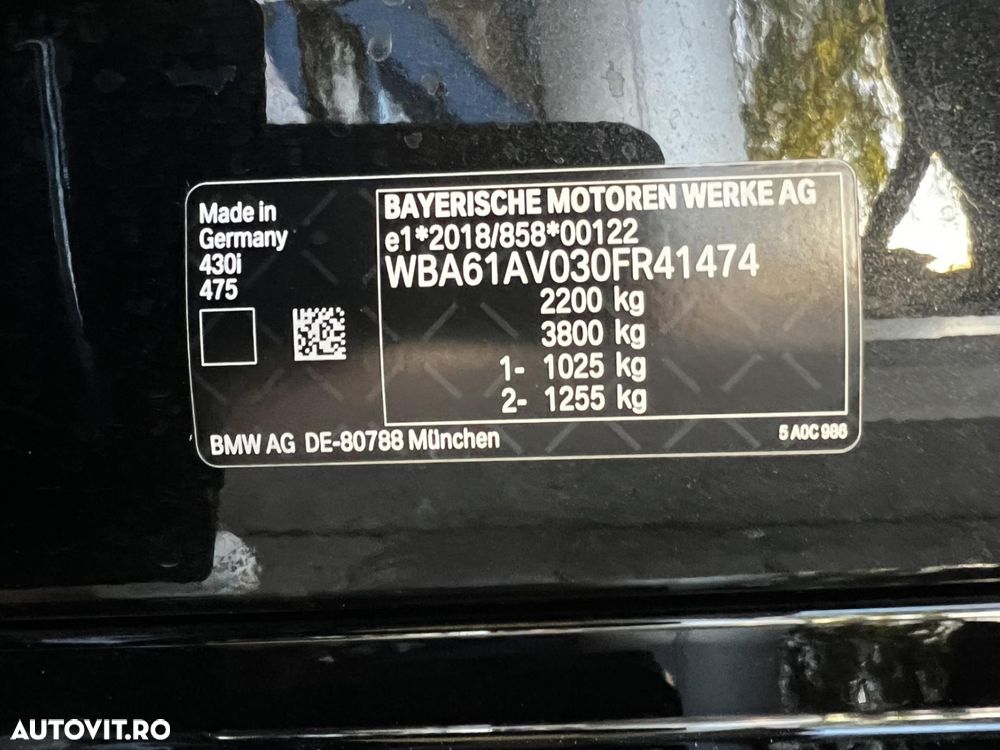 Made in
Germany
430i
475
BAYERISCHE MOTOREN WERKE AG
e1*2018/858*00122
WBA61AV030FR41474
2200 kg
3800 kg
1- 1025 kg
2- 1255 kg
BMW AG DE-80788 München
5 A0C 986
AUTOVIT.RO